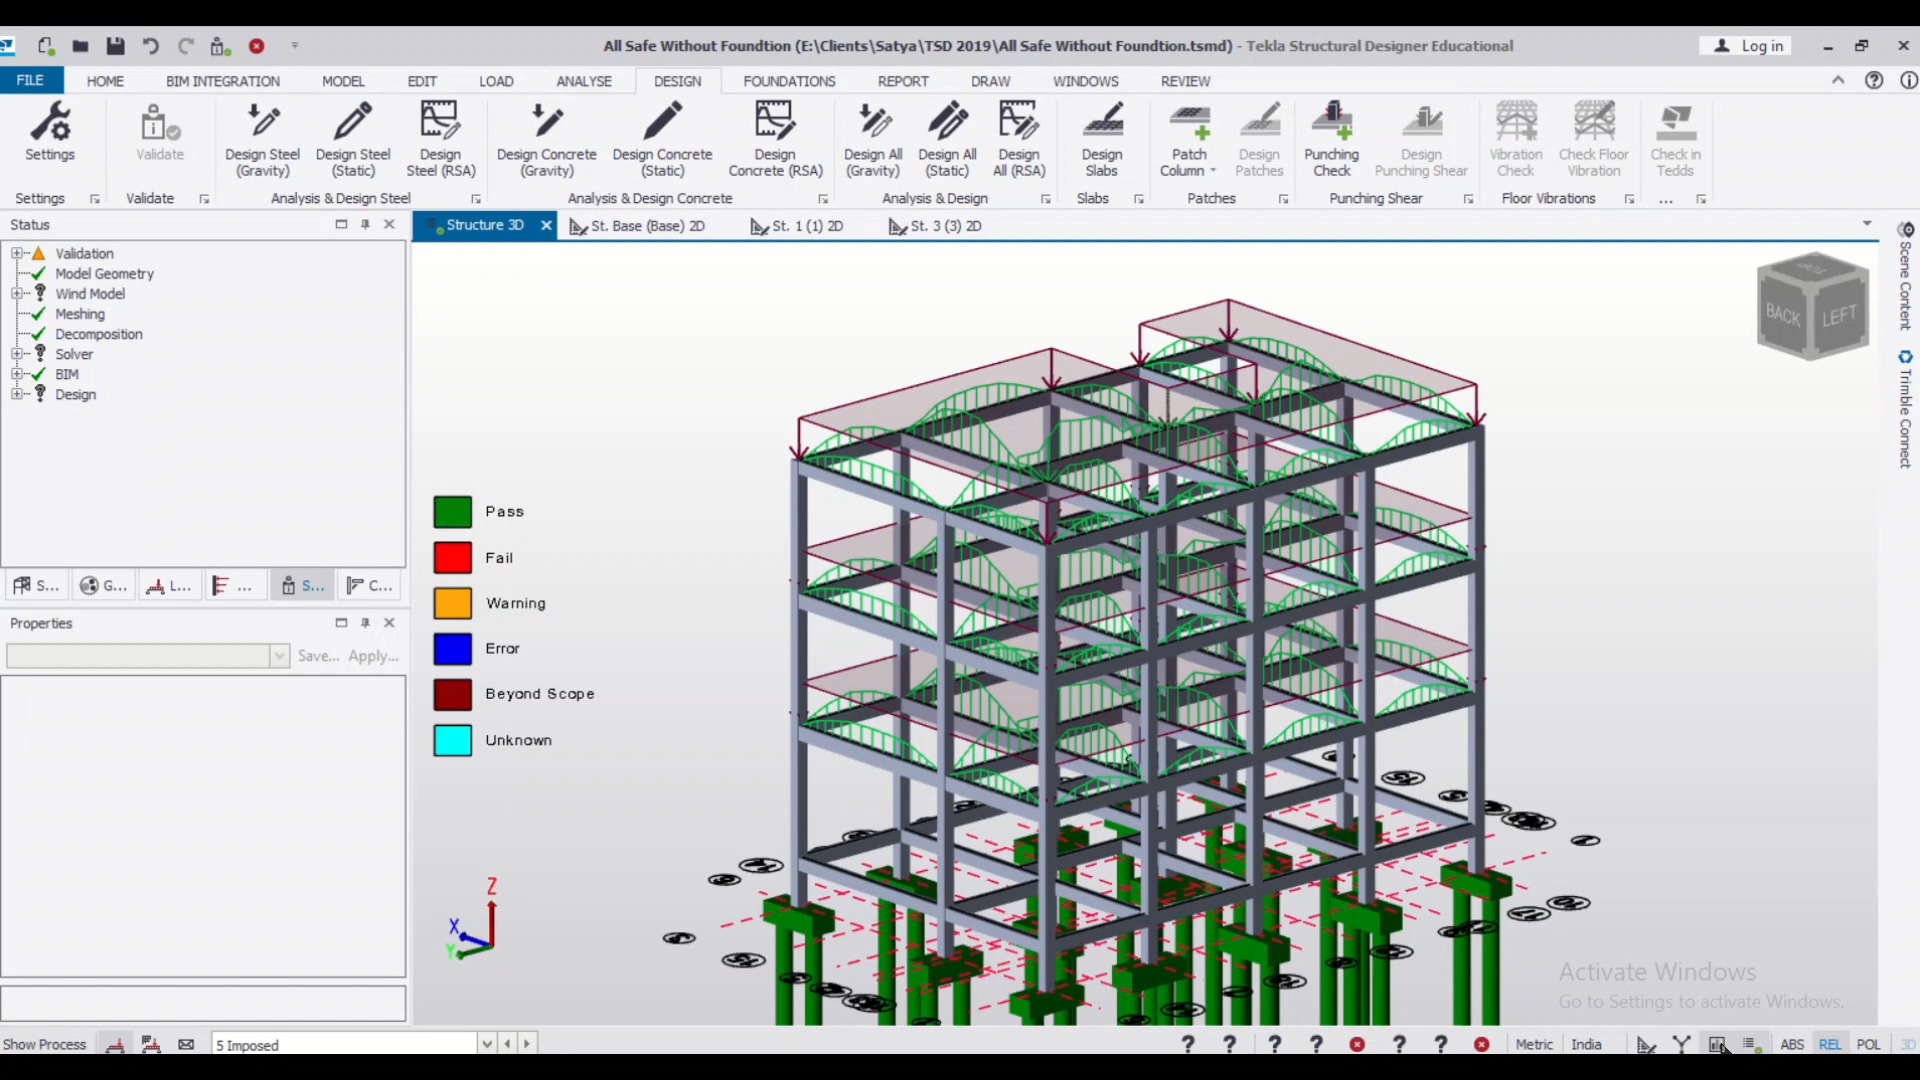 All Safe Without Foundtion (E:\Clients\Satya\TSD 2019\All Safe Without Foundtion.tsmd) - Tekla Structural Designer Educational
Log in
FILE HOME BIM INTEGRATION MODEL EDIT LOAD ANALYSE DESIGN FOUNDATIONS REPORT DRAW WINDOWS REVIEW
Settings
Validate
Design Steel (Gravity)
Design Steel (Static)
Design Steel (RSA)
Design Concrete (Gravity)
Design Concrete (Static)
Design Concrete (RSA)
Design All (Gravity)
Design All (Static)
Design All (RSA)
Design Slabs
Patch Column
Design Patches
Punching Check
Design Punching Shear
Vibration Check
Check Floor Vibration
Check in Tedds
Settings Validate Analysis & Design Steel Analysis & Design Concrete Analysis & Design Slabs Patches Punching Shear Floor Vibrations ...
Status
Structure 3D St. Base (Base) 2D St. 1 (1) 2D St. 3 (3) 2D
Validation
Model Geometry
Wind Model
Meshing
Decomposition
Solver
BIM
Design
S... G... L... ... S... C...
Properties
Save... Apply...
Pass
Fail
Warning
Error
Beyond Scope
Unknown
TOP
BACK LEFT
Scene Content
Trimble Connect
Z
X
Y
Activate Windows
Go to Settings to activate Windows.
Show Process 5 Imposed ? ? ? ? ? ? Metric India ABS REL POL 3D